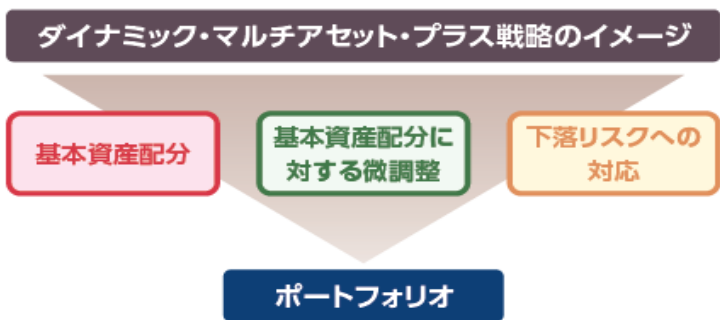 ダイナミック・マルチアセット・プラス戦略のイメージ
基本資産配分
基本資産配分に
対する微調整
下落リスクへの
対応
ポートフォリオ